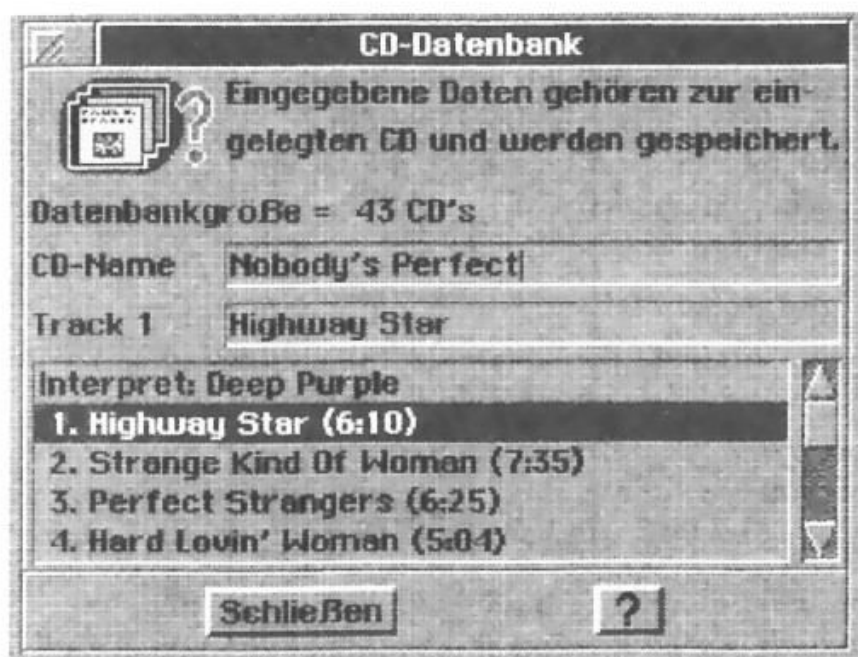 CD-Datenbank
Eingegebene Daten gehören zur ein-
gelegten CD und werden gespeichert.
Datenbankgröße = 43 CD's
CD-Name Nobody's Perfect
Track 1 Highway Star
Interpret: Deep Purple
1. Highway Star (6:10)
2. Strange Kind Of Woman (7:35)
3. Perfect Strangers (6:25)
4. Hard Lovin' Woman (5:04)
Schließen ?